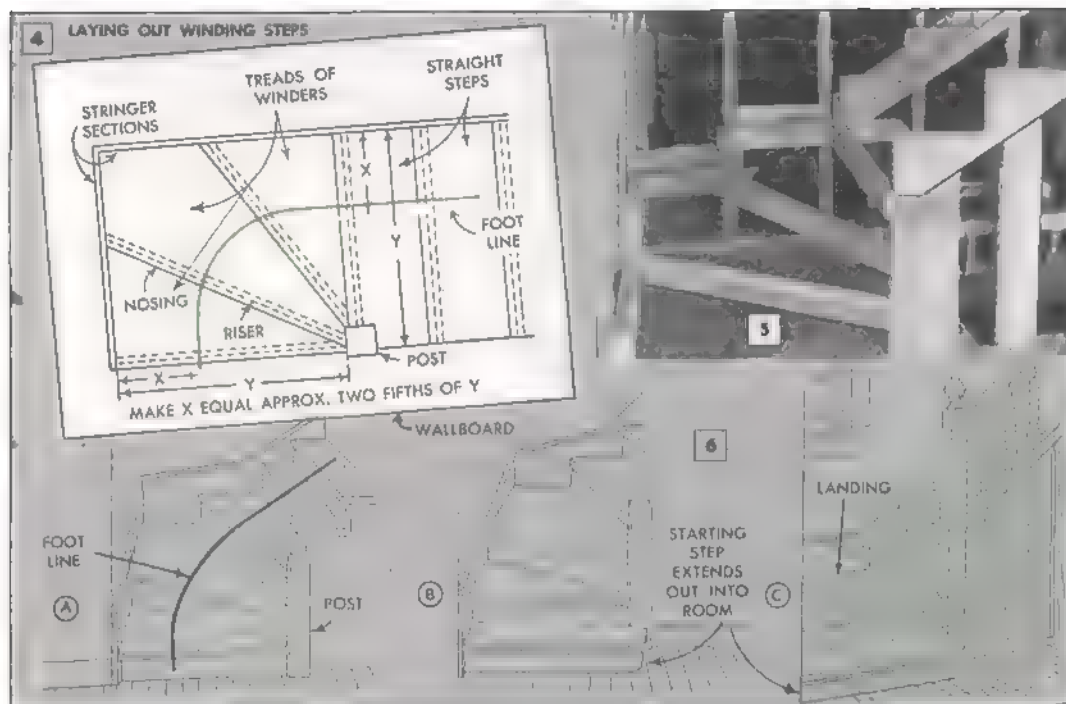 4 LAYING OUT WINDING STEPS
STRINGER
SECTIONS
TREADS OF
WINDERS
STRAIGHT
STEPS
X
Y
FOOT
LINE
NOSING
RISER
POST
X
Y
MAKE X EQUAL APPROX. TWO FIFTHS OF Y
5
WALLBOARD
6
FOOT
LINE
A
POST
B
STARTING
STEP
EXTENDS
OUT INTO
ROOM
C
LANDING